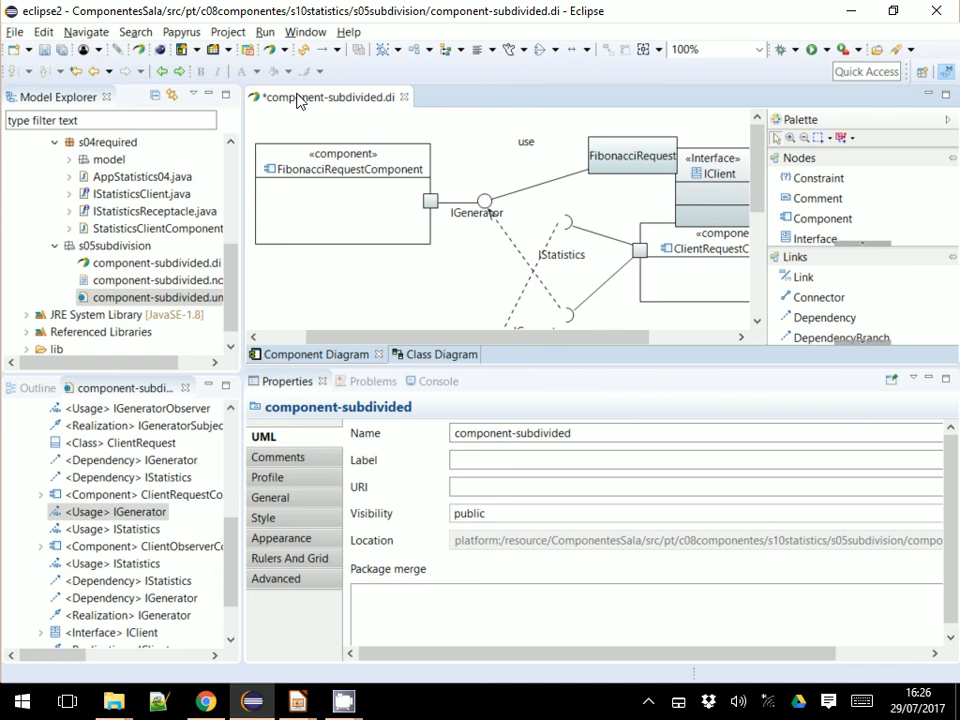 eclipse2 - ComponentesSala/src/pt/c08componentes/s10statistics/s05subdivision/component-subdivided.di - Eclipse
File Edit Navigate Search Papyrus Project Run Window Help
100%
B I A
Quick Access
Model Explorer
type filter text
s04required
model
AppStatistics04.java
IStatisticsClient.java
IStatisticsReceptacle.java
StatisticsClientComponent
s05subdivision
component-subdivided.di
component-subdivided.no
component-subdivided.un
JRE System Library [JavaSE-1.8]
Referenced Libraries
lib
*component-subdivided.di
«component»
FibonacciRequestComponent
use
IGenerator
FibonacciRequest
«Interface»
IClient
IStatistics
«compone
ClientRequestC
Component Diagram
Class Diagram
Palette
Nodes
Constraint
Comment
Component
Interface
Links
Link
Connector
Dependency
DependencyBranch
Outline
component-subdi...
<Usage> IGeneratorObserver
<Realization> IGeneratorSubjec
<Class> ClientRequest
<Dependency> IGenerator
<Dependency> IStatistics
<Component> ClientRequestCo
<Usage> IGenerator
<Usage> IStatistics
<Component> ClientObserverC
<Usage> IStatistics
<Dependency> IStatistics
<Dependency> IGenerator
<Realization> IGenerator
<Interface> IClient
Properties
Problems
Console
component-subdivided
UML
Comments
Profile
General
Style
Appearance
Rulers And Grid
Advanced
Name component-subdivided
Label
URI
Visibility public
Location platform:/resource/ComponentesSala/src/pt/c08componentes/s10statistics/s05subdivision/compo
Package merge
16:26
29/07/2017